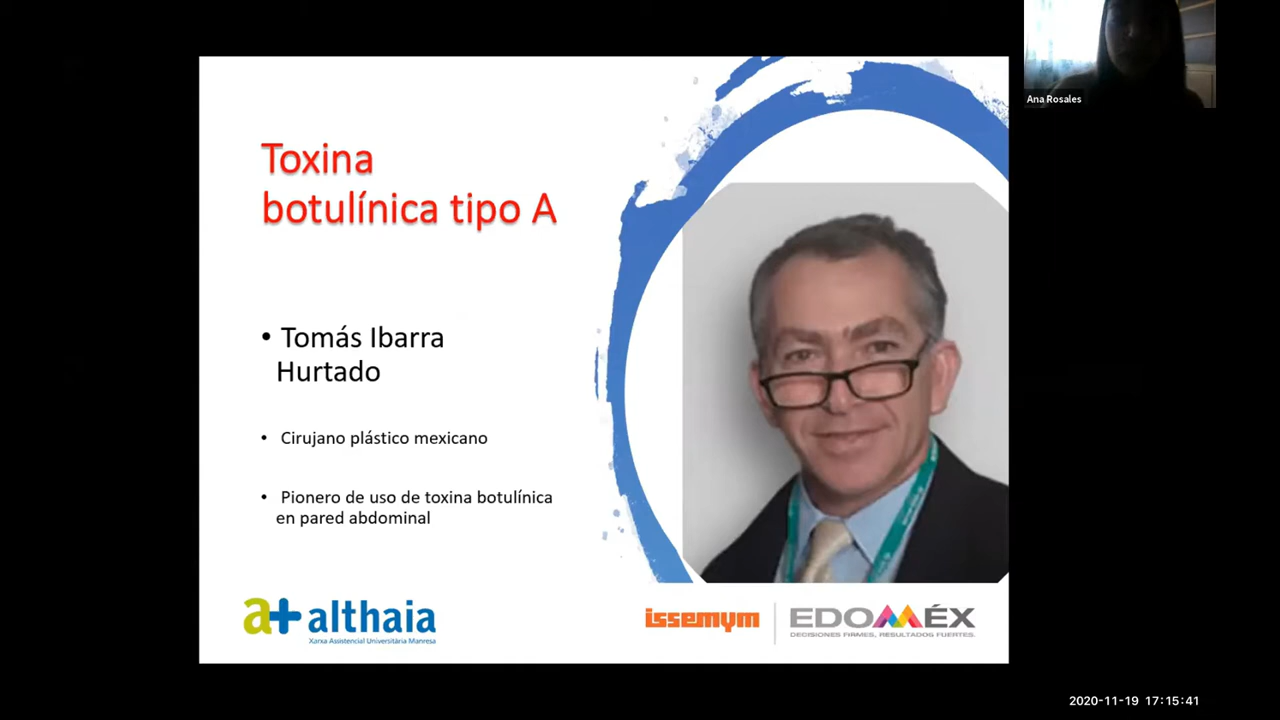 Ana Rosales
Toxina
botulínica tipo A
• Tomás Ibarra
Hurtado
• Cirujano plástico mexicano
• Pionero de uso de toxina botulínica
en pared abdominal
a+ althaia
Xarxa Assistencial Universitària Manresa
issemym
EDOMÉX
DECISIONES FIRMES, RESULTADOS FUERTES.
2020-11-19 17:15:41